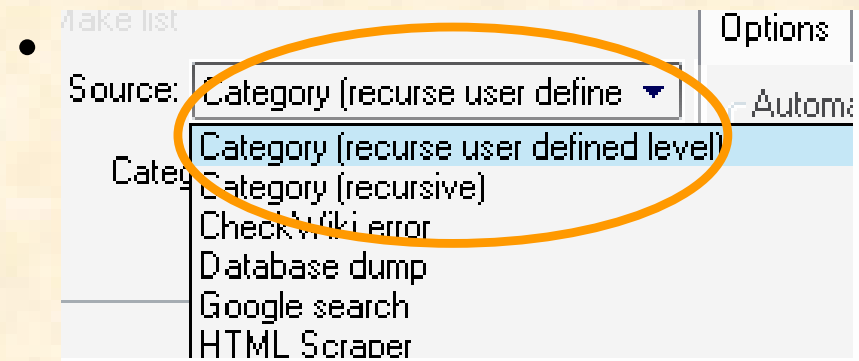 Make list
Options
Source: Category (recurse user define
Automa
Category (recurse user defined level)
Categ
Category (recursive)
CheckWiki error
Database dump
Google search
HTML Scraper